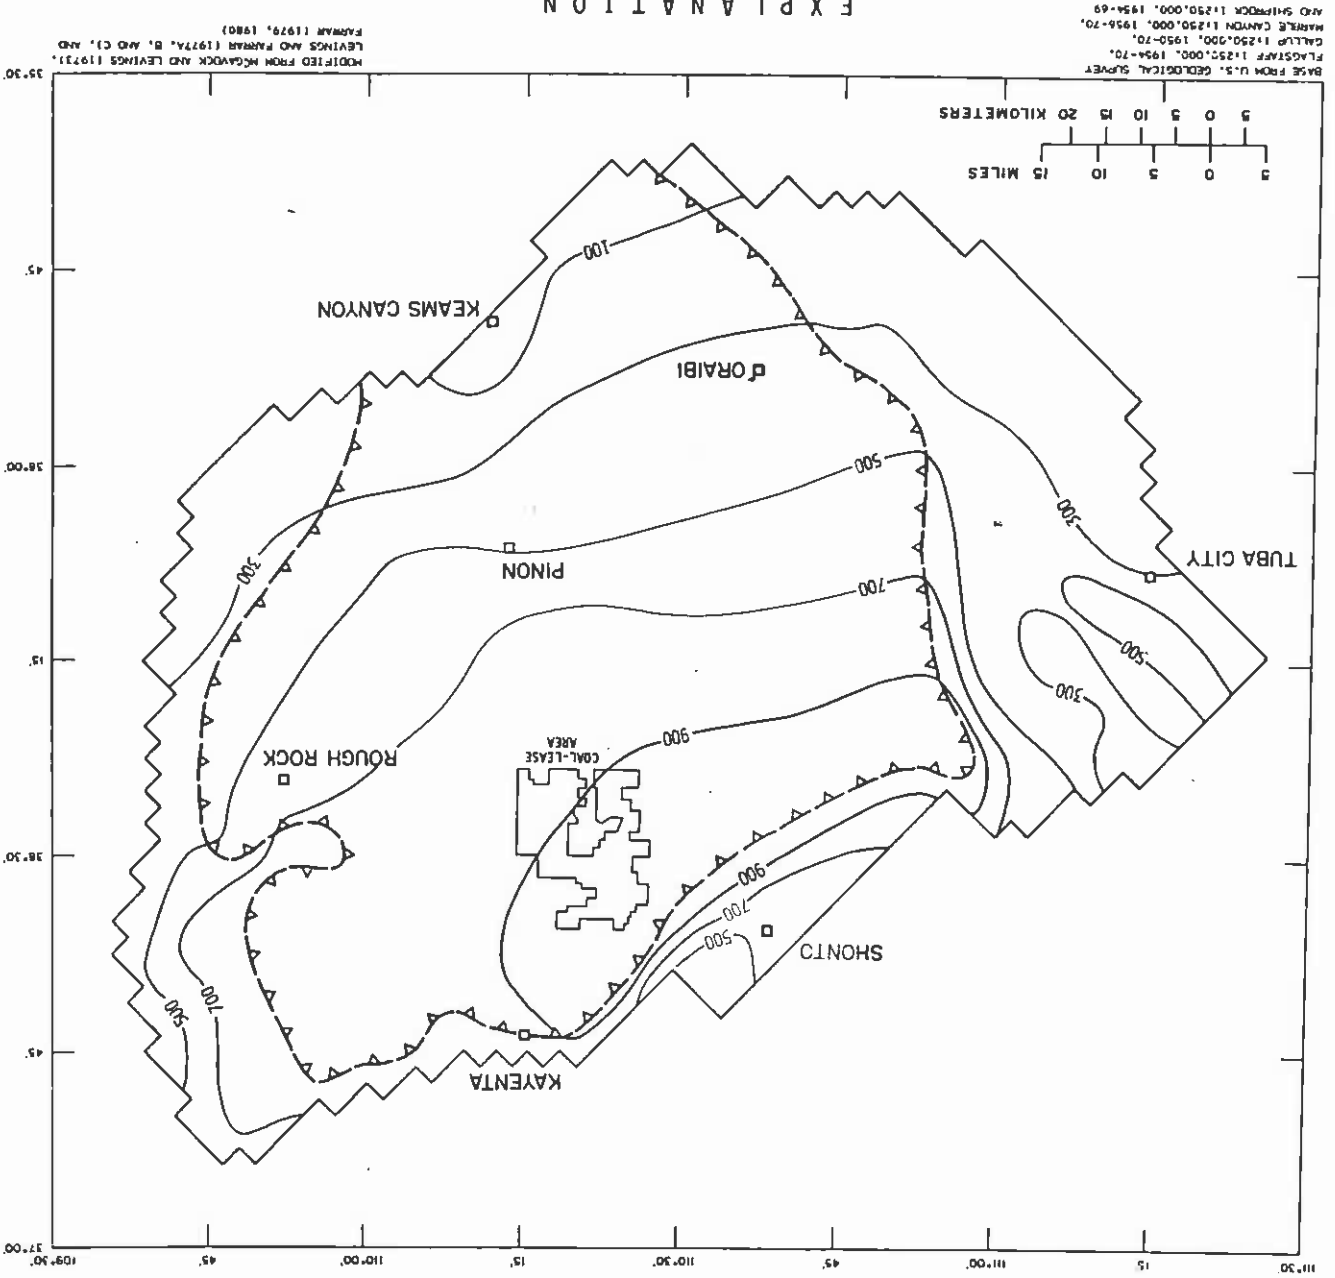 111°30' 15' 111°00' 45' 110°30' 15' 110°00' 45' 109°30'
37°00'
KAYENTA
45'
500
700
SHONTO
500
700
900
36°30'
ROUGH ROCK
COAL-LEASE
AREA
900
300
15'
500
700
TUBA CITY
PINON
300
300
500
36°00'
ORAIBI
KEAMS CANYON
45'
100
5 0 5 10 15 MILES
5 0 5 10 15 20 KILOMETERS
35°30'
BASE FROM U.S. GEOLOGICAL SURVEY
FLAGSTAFF 1:250,000, 1954-70,
GALLUP 1:250,000, 1950-70,
MARBLE CANYON 1:250,000, 1956-70,
AND SHIPROCK 1:250,000, 1954-69
MODIFIED FROM McGAVOCK AND LEVINGS (1973),
LEVINGS AND FARRAR (1977A, B, AND C), AND
FARRAR (1979, 1980)
EXPLANATION